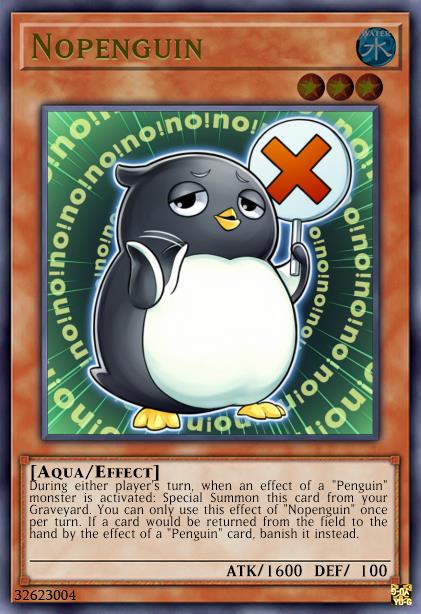 Nopenguin
WATER
水
no!no!no!no!no!
[Aqua/Effect]
During either player's turn, when an effect of a "Penguin"
monster is activated: Special Summon this card from your
Graveyard. You can only use this effect of "Nopenguin" once
per turn. If a card would be returned from the field to the
hand by the effect of a "Penguin" card, banish it instead.
ATK/1600 DEF/ 100
32623004